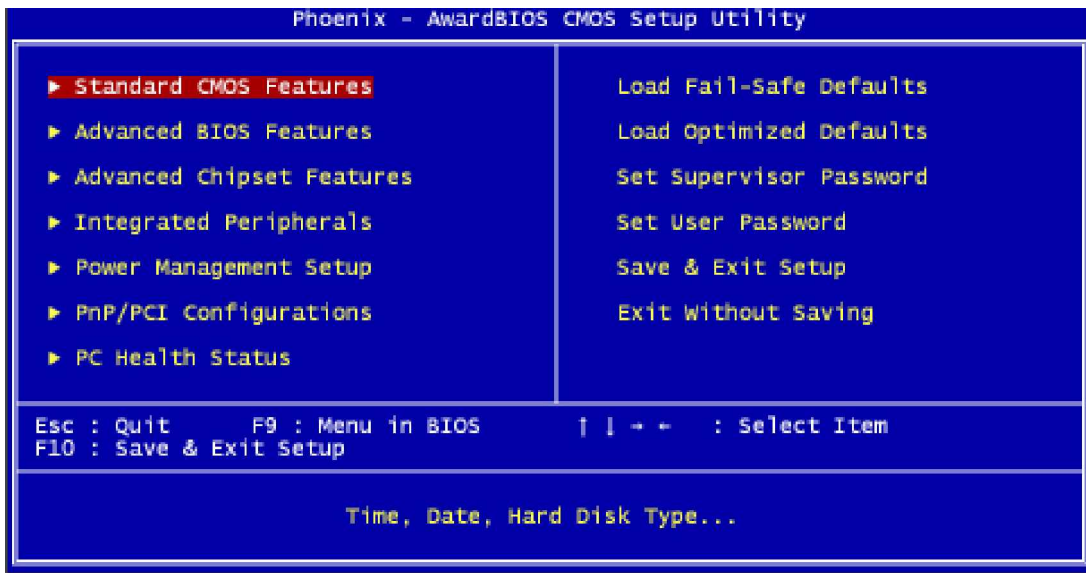 Phoenix - AwardBIOS CMOS Setup Utility
▶ Standard CMOS Features
▶ Advanced BIOS Features
▶ Advanced Chipset Features
▶ Integrated Peripherals
▶ Power Management Setup
▶ PnP/PCI Configurations
▶ PC Health Status
Load Fail-Safe Defaults
Load Optimized Defaults
Set Supervisor Password
Set User Password
Save & Exit Setup
Exit Without Saving
Esc : Quit F9 : Menu in BIOS ↑ ↓ → ← : Select Item
F10 : Save & Exit Setup
Time, Date, Hard Disk Type...